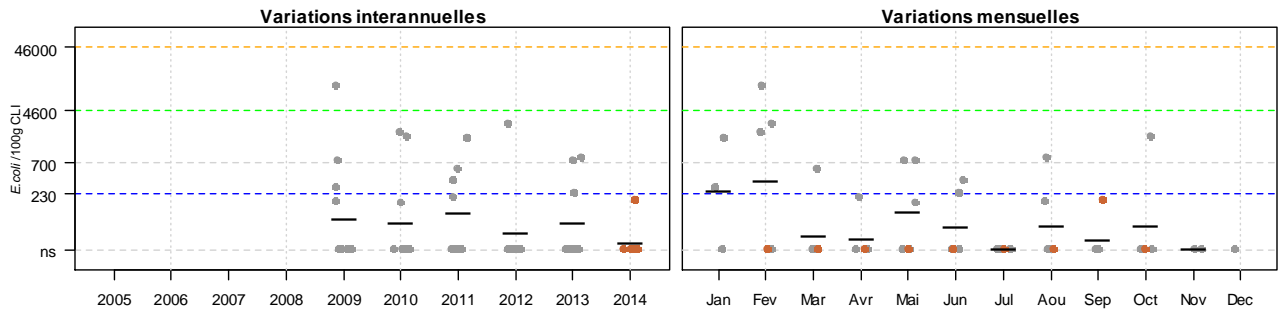 Variations interannuelles
Variations mensuelles
E.coli /100g CLI
46000
4600
700
230
ns
2005 2006 2007 2008 2009 2010 2011 2012 2013 2014
Jan Fev Mar Avr Mai Jun Jul Aou Sep Oct Nov Dec